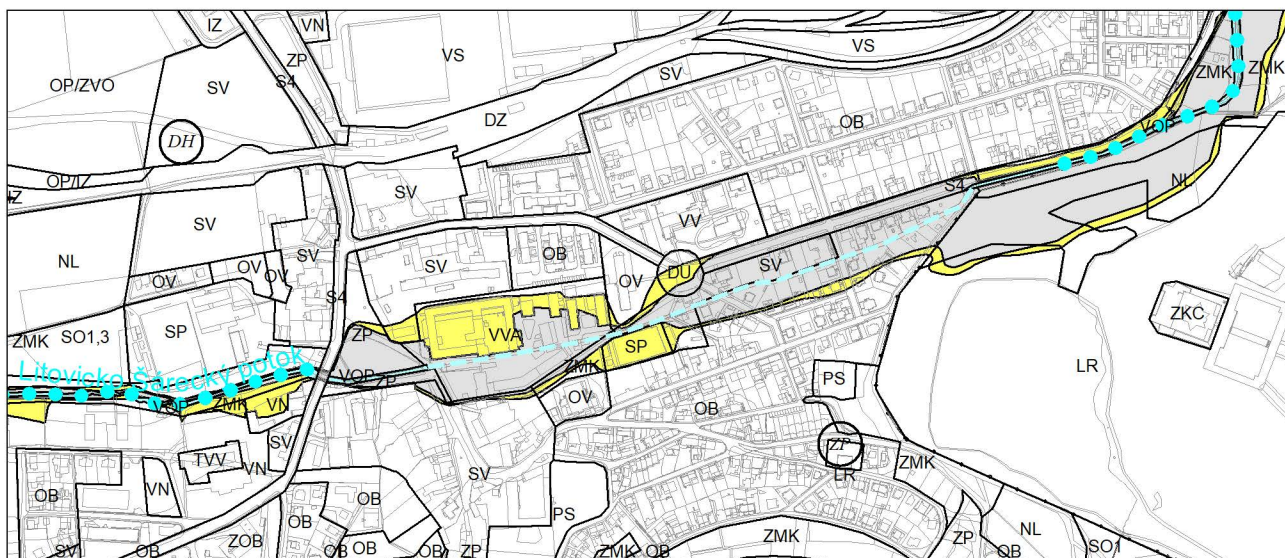 IZ
VN
ZP
VS
VS
SV
OP/ZVO
SV
S4
ZMK
ZMK
DZ
OB
VOP
DH
OP/IZ
IZ
SV
SV
VV
S4
NL
NL
SV
SV
OB
OV
DU
SV
OV
OV
OV
S4
ZKC
ZMK
SO1,3
SP
ZP
VVA
SP
ZMK
LR
Litovicko Šárecký potok
VOP
ZP
PS
VOP
ZMK
VN
OV
OB
SV
TVV
VN
SV
ZP
LR
ZMK
OB
VN
OB
OB
PS
SV
OB
ZOB
OB
OB
ZP
ZMK
OB
ZMK
ZP
NL
OB
SO1